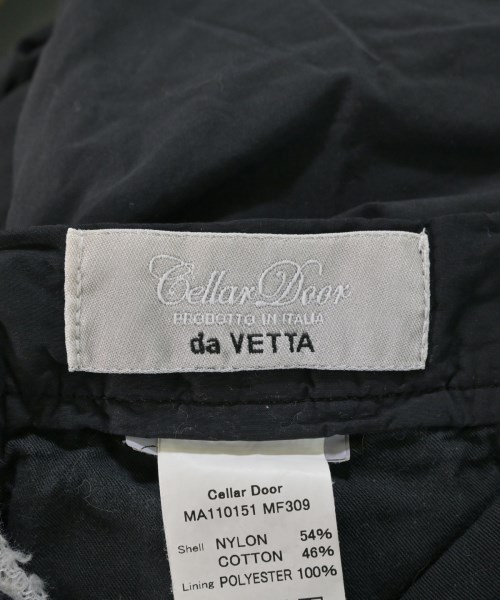 Cellar Door
PRODOTTO IN ITALIA
da VETTA
Cellar Door
MA110151 MF309
Shell NYLON 54%
COTTON 46%
Lining POLYESTER 100%